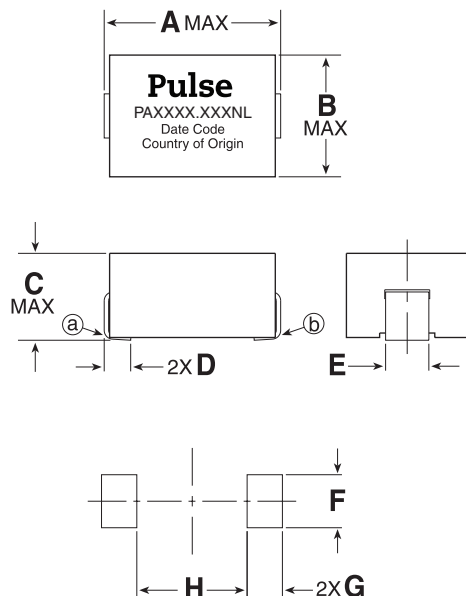 A MAX
Pulse
PAXXXX.XXXNL
Date Code
Country of Origin
B
MAX
C
MAX
a
b
2X D
E
F
H
2X G